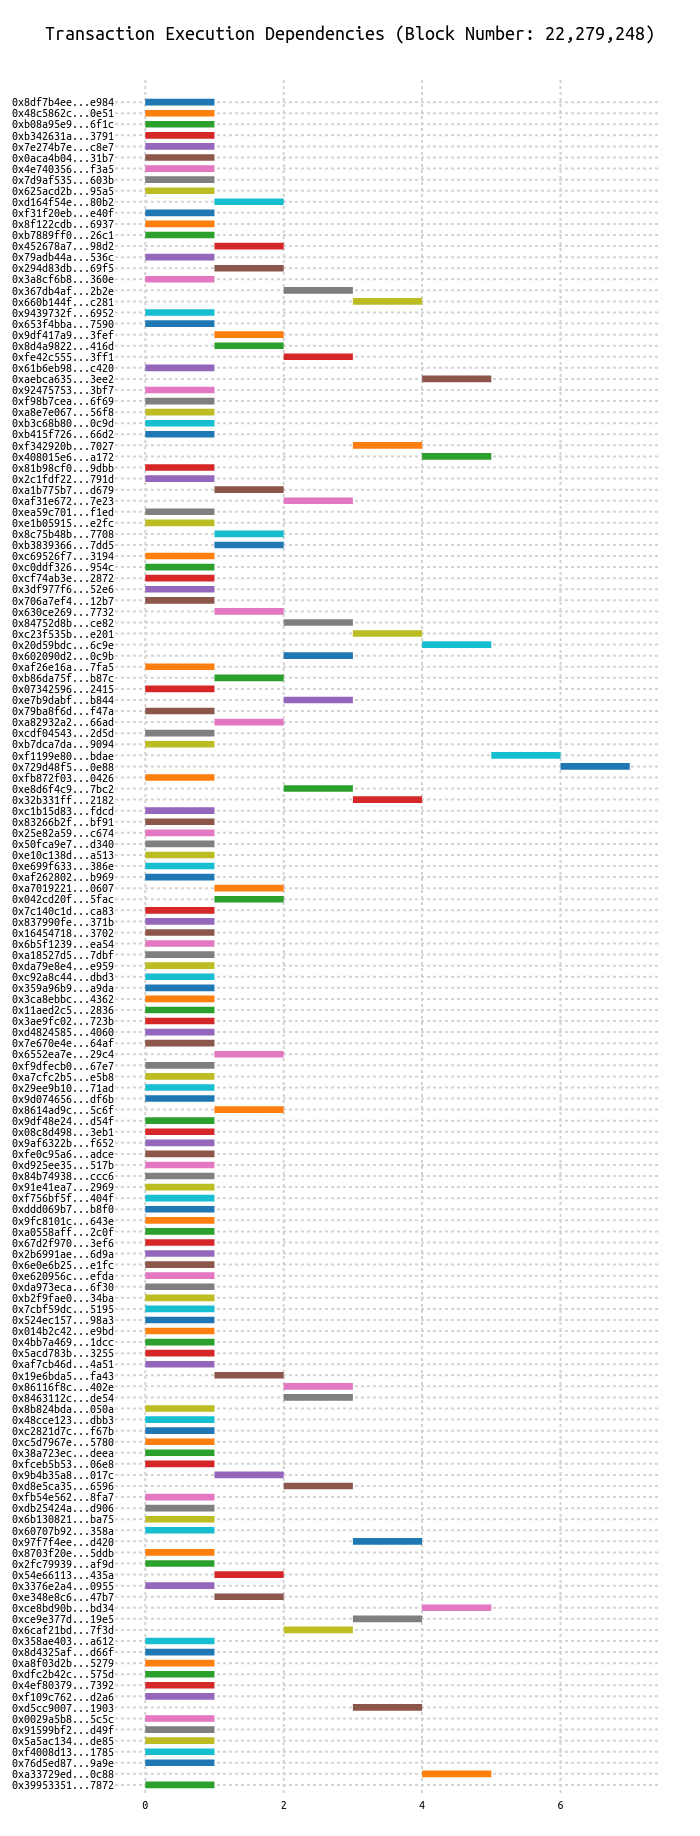 Transaction Execution Dependencies (Block Number: 22,279,248)
0x8df7b4ee...e984
0x48c5862c...0e51
0xb08a95e9...6f1c
0xb342631a...3791
0x7e274b7e...c8e7
0x0aca4b04...31b7
0x4e740356...f3a5
0x7d9af535...603b
0x625acd2b...95a5
0xd164f54e...80b2
0xf31f20eb...e40f
0x8f122cdb...6937
0xb7889ff0...26c1
0x452678a7...98d2
0x79adb44a...536c
0x294d83db...69f5
0x3a8cf6b8...360e
0x367db4af...2b2e
0x660b144f...c281
0x9439732f...6952
0x653f4bba...7590
0x9df417a9...3fef
0x8d4a9822...416d
0xfe42c555...3ff1
0x61b6eb98...c420
0xaebca635...3ee2
0x92475753...3bf7
0xf98b7cea...6f69
0xa8e7e067...56f8
0xb3c68b80...0c9d
0xb415f726...66d2
0xf342920b...7027
0x408015e6...a172
0x81b98cf0...9dbb
0x2c1fdf22...791d
0xa1b775b7...d679
0xaf31e672...7e23
0xea59c701...f1ed
0xe1b05915...e2fc
0x8c75b48b...7708
0xb3839366...7dd5
0xc69526f7...3194
0xc0ddf326...954c
0xcf74ab3e...2872
0x3df977f6...52e6
0x706a7ef4...12b7
0x630ce269...7732
0x84752d8b...ce82
0xc23f535b...e201
0x20d59bdc...6c9e
0x602090d2...0c9b
0xaf26e16a...7fa5
0xb86da75f...b87c
0x07342596...2415
0xe7b9dabf...b844
0x79ba8f6d...f47a
0xa82932a2...66ad
0xcdf04543...2d5d
0xb7dca7da...9094
0xf1199e80...bdae
0x729d48f5...0e88
0xfb872f03...0426
0xe8d6f4c9...7bc2
0x32b331ff...2182
0xc1b15d83...fdcd
0x83266b2f...bf91
0x25e82a59...c674
0x50fca9e7...d340
0xe10c138d...a513
0xe699f633...386e
0xaf262802...b969
0xa7019221...0607
0x042cd20f...5fac
0x7c140c1d...ca83
0x837990fe...371b
0x16454718...3702
0x6b5f1239...ea54
0xa18527d5...7dbf
0xda79e8e4...e959
0xc92a8c44...dbd3
0x359a96b9...a9da
0x3ca8ebbc...4362
0x11aed2c5...2836
0x3ae9fc02...723b
0xd4824585...4060
0x7e670e4e...64af
0x6552ea7e...29c4
0xf9dfecb0...67e7
0xa7cfc2b5...e5b8
0x29ee9b10...71ad
0x9d074656...df6b
0x8614ad9c...5c6f
0x9df48e24...d54f
0x08c8d498...3eb1
0x9af6322b...f652
0xfe0c95a6...adce
0xd925ee35...517b
0x84b74938...ccc6
0x91e41ea7...2969
0xf756bf5f...404f
0xddd069b7...b8f0
0x9fc8101c...643e
0xa0558aff...2c0f
0x67d2f970...3ef6
0x2b6991ae...6d9a
0x6e0e6b25...e1fc
0xe620956c...efda
0xda973eca...6f30
0xb2f9fae0...34ba
0x7cbf59dc...5195
0x524ec157...98a3
0x014b2c42...e9bd
0x4bb7a469...1dcc
0x5acd783b...3255
0xaf7cb46d...4a51
0x19e6bda5...fa43
0x86116f8c...402e
0x8463112c...de54
0x8b824bda...050a
0x48cce123...dbb3
0xc2821d7c...f67b
0xc5d7967e...5780
0x38a723ec...deea
0xfceb5b53...06e8
0x9b4b35a8...017c
0xd8e5ca35...6596
0xfb54e562...8fa7
0xdb25424a...d906
0x6b130821...ba75
0x60707b92...358a
0x97f7f4ee...d420
0x8703f20e...5ddb
0x2fc79939...af9d
0x54e66113...435a
0x3376e2a4...0955
0xe348e8c6...47b7
0xce8bd90b...bd34
0xce9e377d...19e5
0x6caf21bd...7f3d
0x358ae403...a612
0x8d4325af...d66f
0xa8f03d2b...5279
0xdfc2b42c...575d
0x4ef80379...7392
0xf109c762...d2a6
0xd5cc9007...1903
0x0029a5b8...5c5c
0x91599bf2...d49f
0x5a5ac134...de85
0xf4008d13...1785
0x76d5ed87...9a9e
0xa33729ed...0c88
0x39953351...7872
0 2 4 6